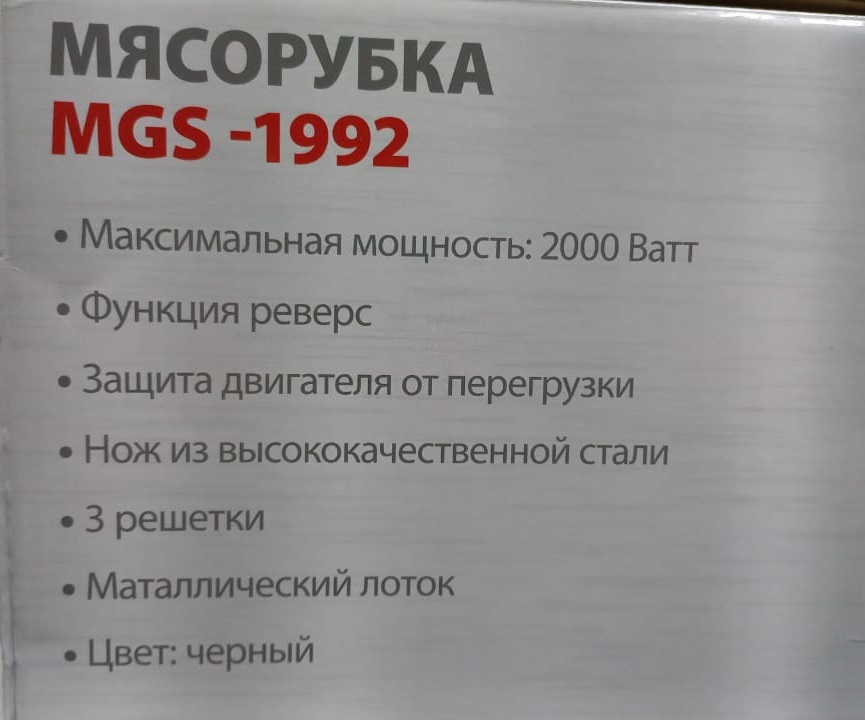 МЯСОРУБКА
MGS -1992
• Максимальная мощность: 2000 Ватт
• Функция реверс
• Защита двигателя от перегрузки
• Нож из высококачественной стали
• 3 решетки
• Маталлический лоток
• Цвет: черный